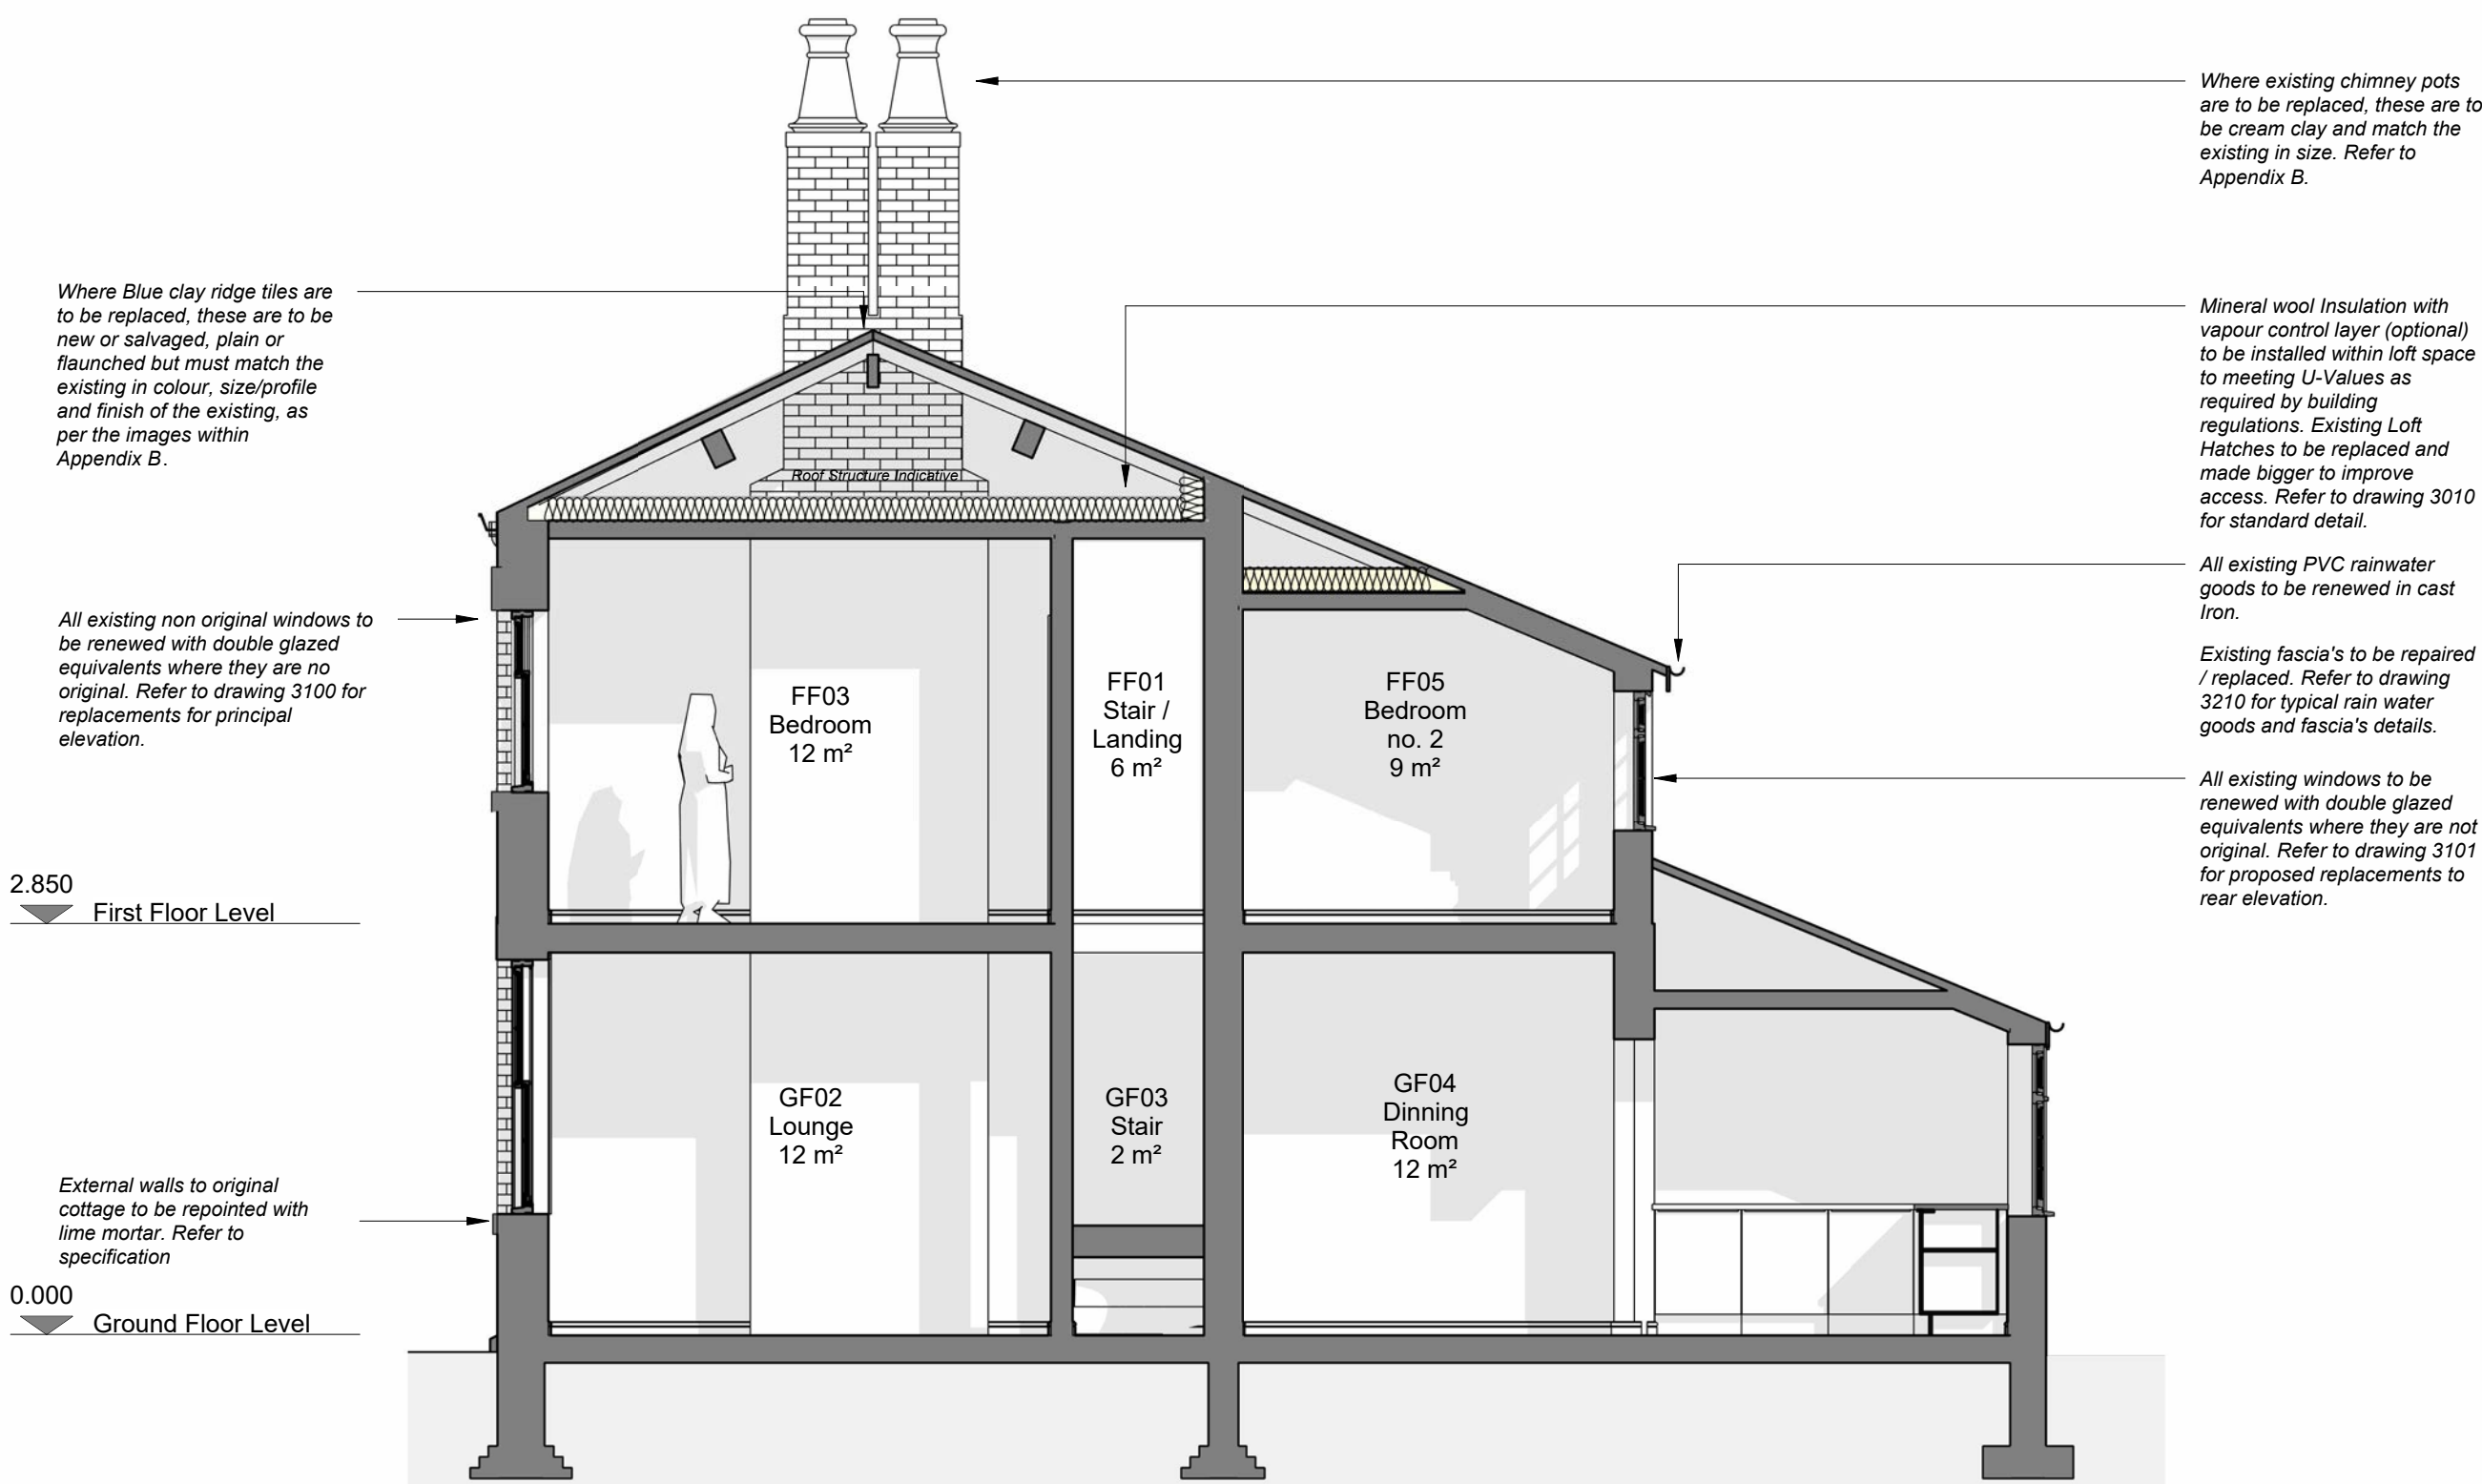 Where existing chimney pots
are to be replaced, these are to
be cream clay and match the
existing in size. Refer to
Appendix B.
Where Blue clay ridge tiles are
to be replaced, these are to be
new or salvaged, plain or
flaunched but must match the
existing in colour, size/profile
and finish of the existing, as
per the images within
Appendix B.
Mineral wool Insulation with
vapour control layer (optional)
to be installed within loft space
to meeting U-Values as
required by building
regulations. Existing Loft
Hatches to be replaced and
made bigger to improve
access. Refer to drawing 3010
for standard detail.
Roof Structure Indicative
All existing PVC rainwater
goods to be renewed in cast
Iron.
Existing fascia's to be repaired
/ replaced. Refer to drawing
3210 for typical rain water
goods and fascia's details.
All existing non original windows to
be renewed with double glazed
equivalents where they are no
original. Refer to drawing 3100 for
replacements for principal
elevation.
FF03
Bedroom
12 m²
FF01
Stair /
Landing
6 m²
FF05
Bedroom
no. 2
9 m²
All existing windows to be
renewed with double glazed
equivalents where they are not
original. Refer to drawing 3101
for proposed replacements to
rear elevation.
2.850
First Floor Level
GF02
Lounge
12 m²
GF03
Stair
2 m²
GF04
Dinning
Room
12 m²
External walls to original
cottage to be repointed with
lime mortar. Refer to
specification
0.000
Ground Floor Level